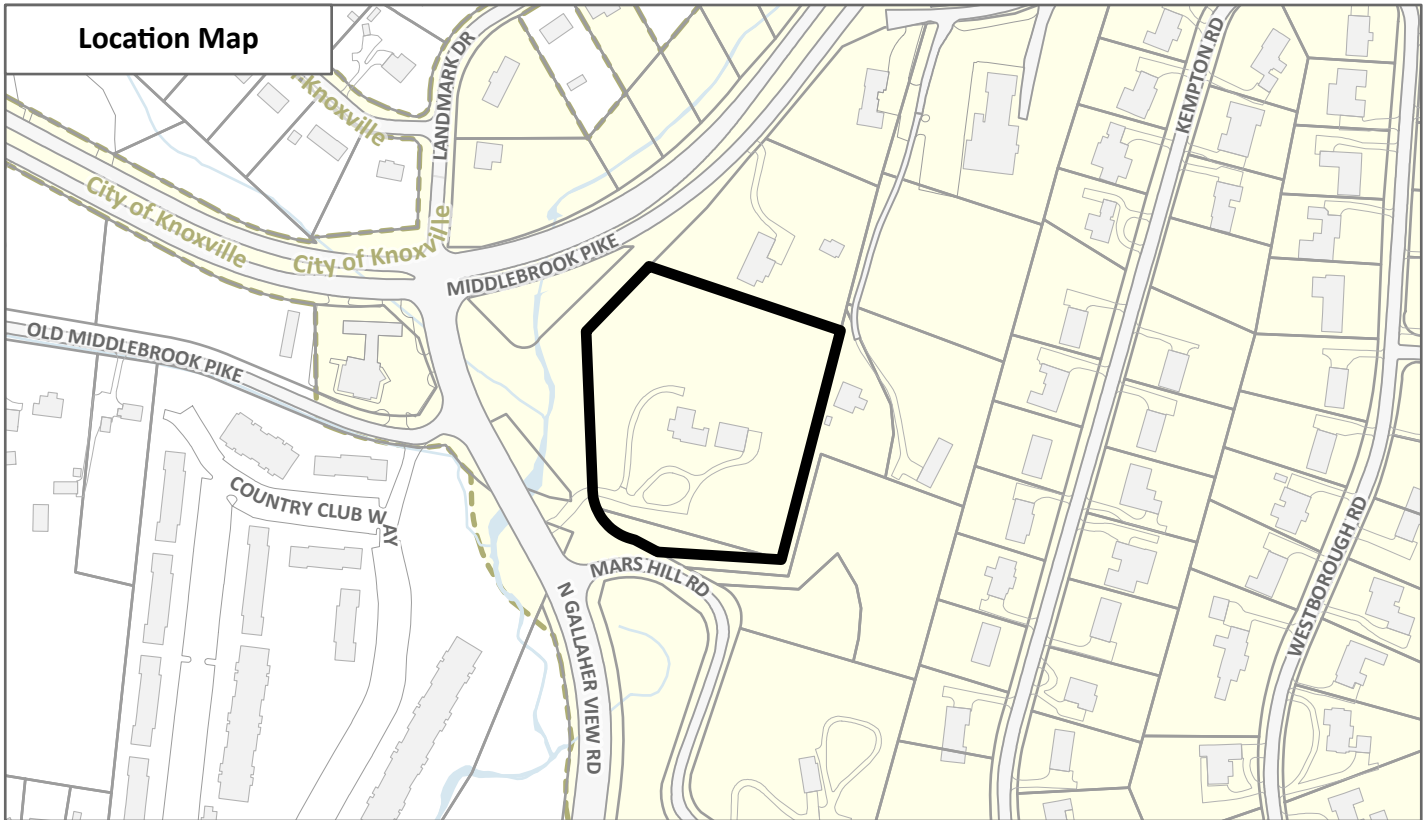 Location Map
LANDMARK DR
Knoxville
KEMPTON RD
City of Knoxville
City of Knoxville
MIDDLEBROOK PIKE
OLD MIDDLEBROOK PIKE
COUNTRY CLUB WAY
MARS HILL RD
N GALLAHER VIEW RD
WESTBOROUGH RD